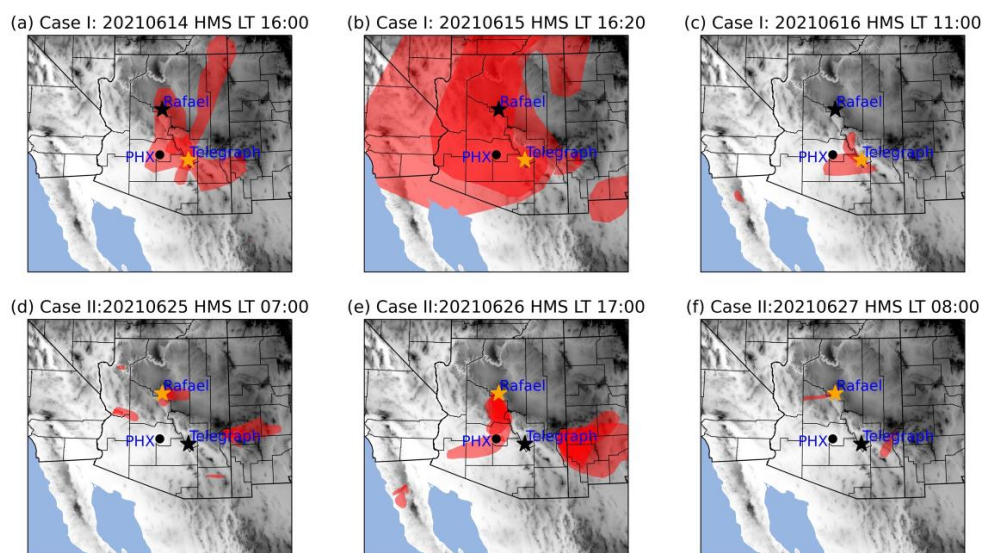 (a) Case I: 20210614 HMS LT 16:00
(b) Case I: 20210615 HMS LT 16:20
(c) Case I: 20210616 HMS LT 11:00
Rafael
PHX
Telegraph
Rafael
PHX
Telegraph
Rafael
PHX
Telegraph
(d) Case II:20210625 HMS LT 07:00
(e) Case II:20210626 HMS LT 17:00
(f) Case II:20210627 HMS LT 08:00
Rafael
PHX
Telegraph
Rafael
PHX
Telegraph
Rafael
PHX
Telegraph